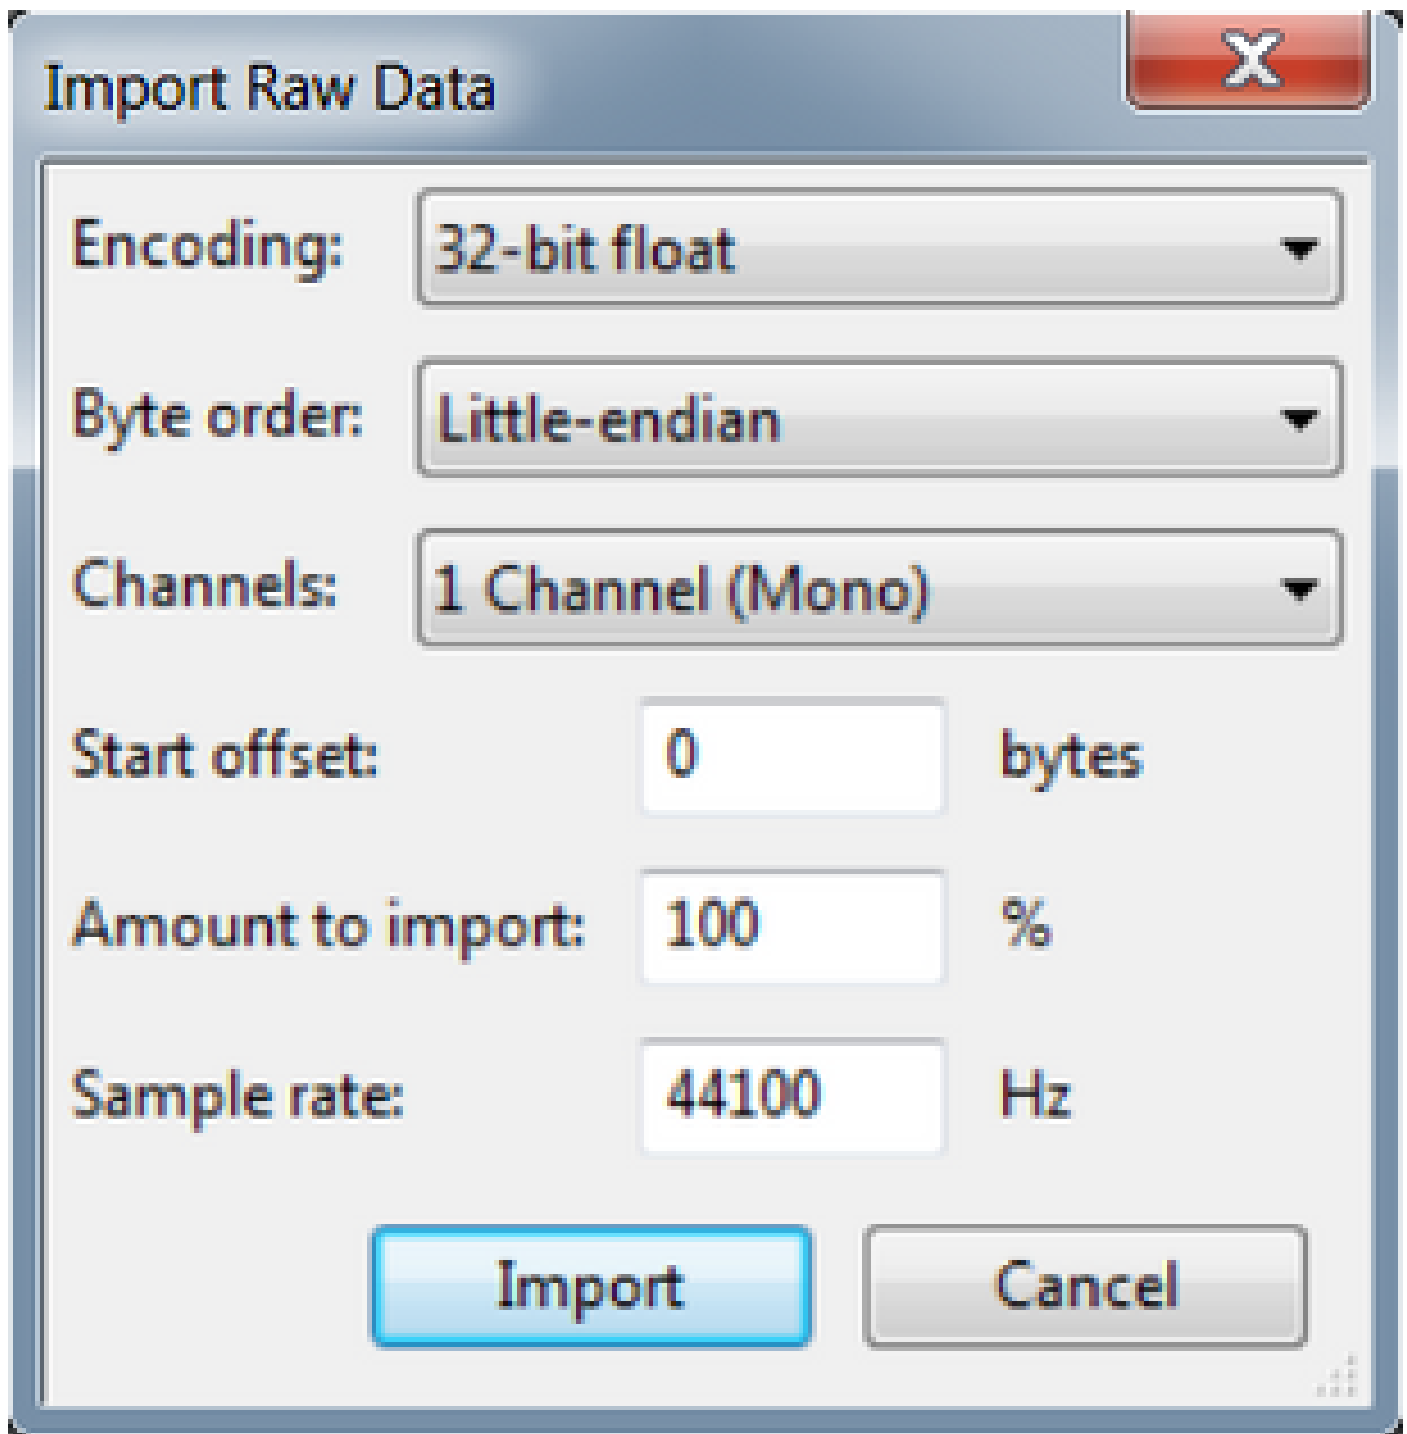 Import Raw Data
Encoding: 32-bit float
Byte order: Little-endian
Channels: 1 Channel (Mono)
Start offset: 0 bytes
Amount to import: 100 %
Sample rate: 44100 Hz
Import Cancel